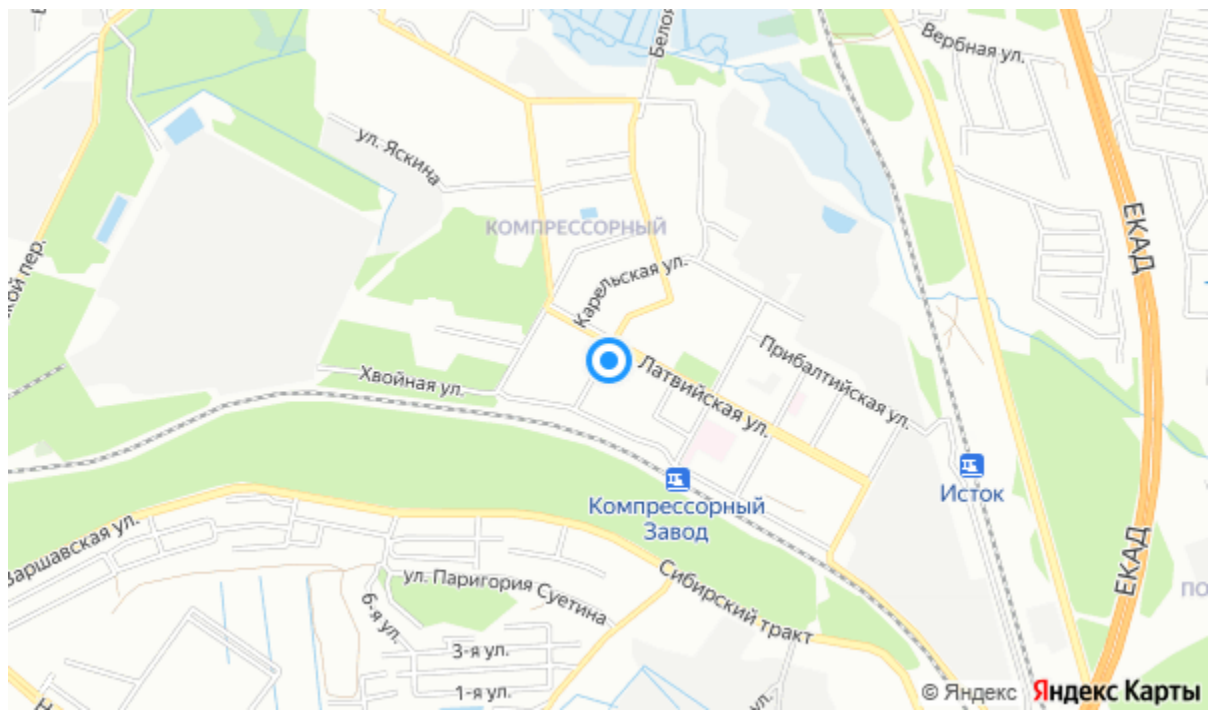 Вербная ул.
ул. Яскина
КОМПРЕССОРНЫЙ
ЕКАД
Карельская ул.
Прибалтийская ул.
Хвойная ул.
Латвийская ул.
Исток
Компрессорный
Завод
Варшавская ул.
ЕКАД
ул. Паригория Суетина
Сибирский тракт
6-я ул.
3-я ул.
1-я ул.
ул.
© Яндекс Яндекс Карты